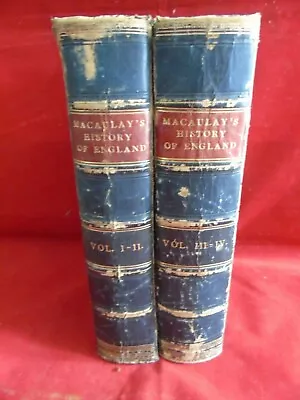 MACAULAY'S
HISTORY
OF ENGLAND
VOL. I-II.
MACAULAY'S
HISTORY
OF ENGLAND
VOL. III-IV.